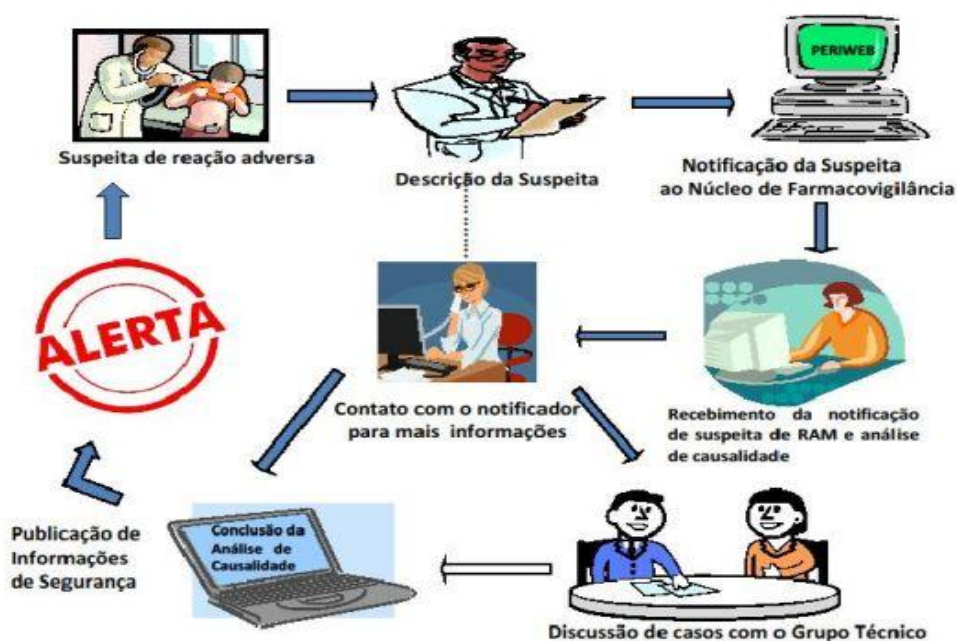 PERIWEB
Suspeita de reação adversa
Descrição da Suspeita
Notificação da Suspeita
ao Núcleo de Farmacovigilância
ALERTA
Contato com o notificador
para mais informações
Recebimento da notificação
de suspeita de RAM e análise
de causalidade
Publicação de
Informações
de Segurança
Conclusão da
Análise de
Causalidade
Discussão de casos com o Grupo Técnico